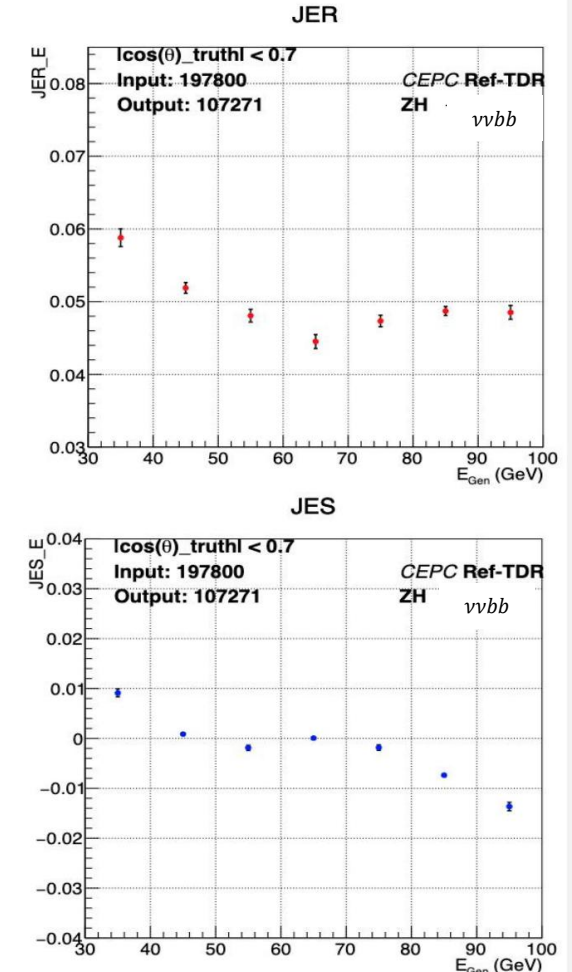 JER
JER_E
|cos(θ)_truth| < 0.7
Input: 197800
Output: 107271
CEPC Ref-TDR
ZH
ννbb
0.08
0.07
0.06
0.05
0.04
0.03
30 40 50 60 70 80 90 100
E_Gen (GeV)
JES
JES_E
|cos(θ)_truth| < 0.7
Input: 197800
Output: 107271
CEPC Ref-TDR
ZH
ννbb
0.04
0.03
0.02
0.01
0
−0.01
−0.02
−0.03
−0.04
30 40 50 60 70 80 90 100
E_Gen (GeV)